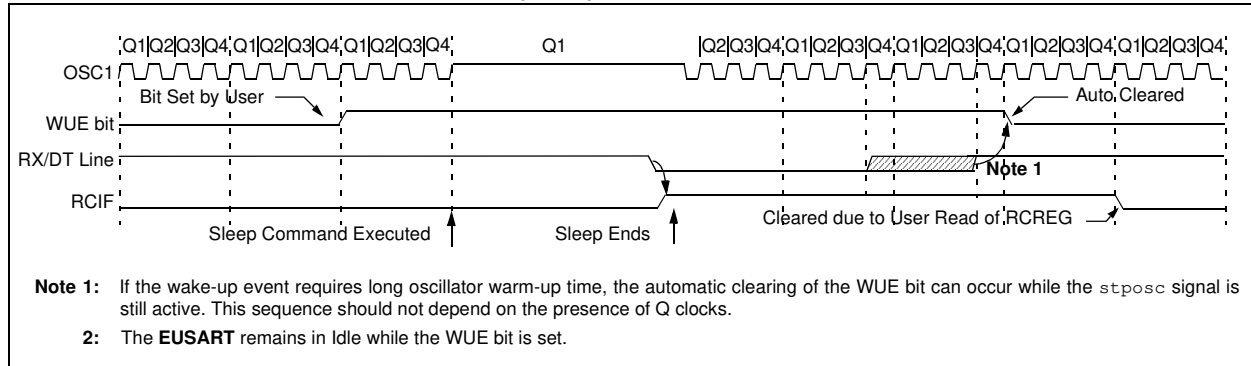 Q1|Q2|Q3|Q4|Q1|Q2|Q3|Q4|Q1|Q2|Q3|Q4 Q1 |Q2|Q3|Q4|Q1|Q2|Q3|Q4|Q1|Q2|Q3|Q4|Q1|Q2|Q3|Q4|Q1|Q2|Q3|Q4
OSC1
Bit Set by User Auto Cleared
WUE bit
RX/DT Line
Note 1
RCIF
Cleared due to User Read of RCREG
Sleep Command Executed Sleep Ends
Note 1: If the wake-up event requires long oscillator warm-up time, the automatic clearing of the WUE bit can occur while the stposc signal is
still active. This sequence should not depend on the presence of Q clocks.
2: The EUSART remains in Idle while the WUE bit is set.